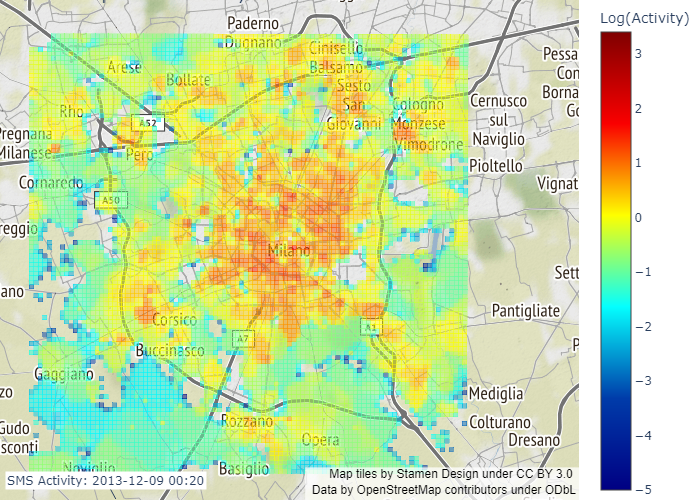 Log(Activity)
3
2
1
0
−1
−2
−3
−4
−5
Paderno
Dugnano
Cinisello
Balsamo
Arese
Bollate
Sesto
San
Giovanni
Cologno
Monzese
Vimodrone
Cernusco
sul
Naviglio
Pessa
Con
Borna
Go
Rho
A52
Pregnana
Milanese
Pero
Pioltello
Cornaredo
Vignat
A50
reggio
Milano
Sett
ano
Pantigliate
Corsico
A1
A7
Buccinasco
P
Gaggiano
zo
Mediglia
Rozzano
Colturano
Gudo
sconti
Opera
Dresano
Noviglio
Basiglio
SMS Activity: 2013-12-09 00:20
Map tiles by Stamen Design under CC BY 3.0
Data by OpenStreetMap contributors under ODbL